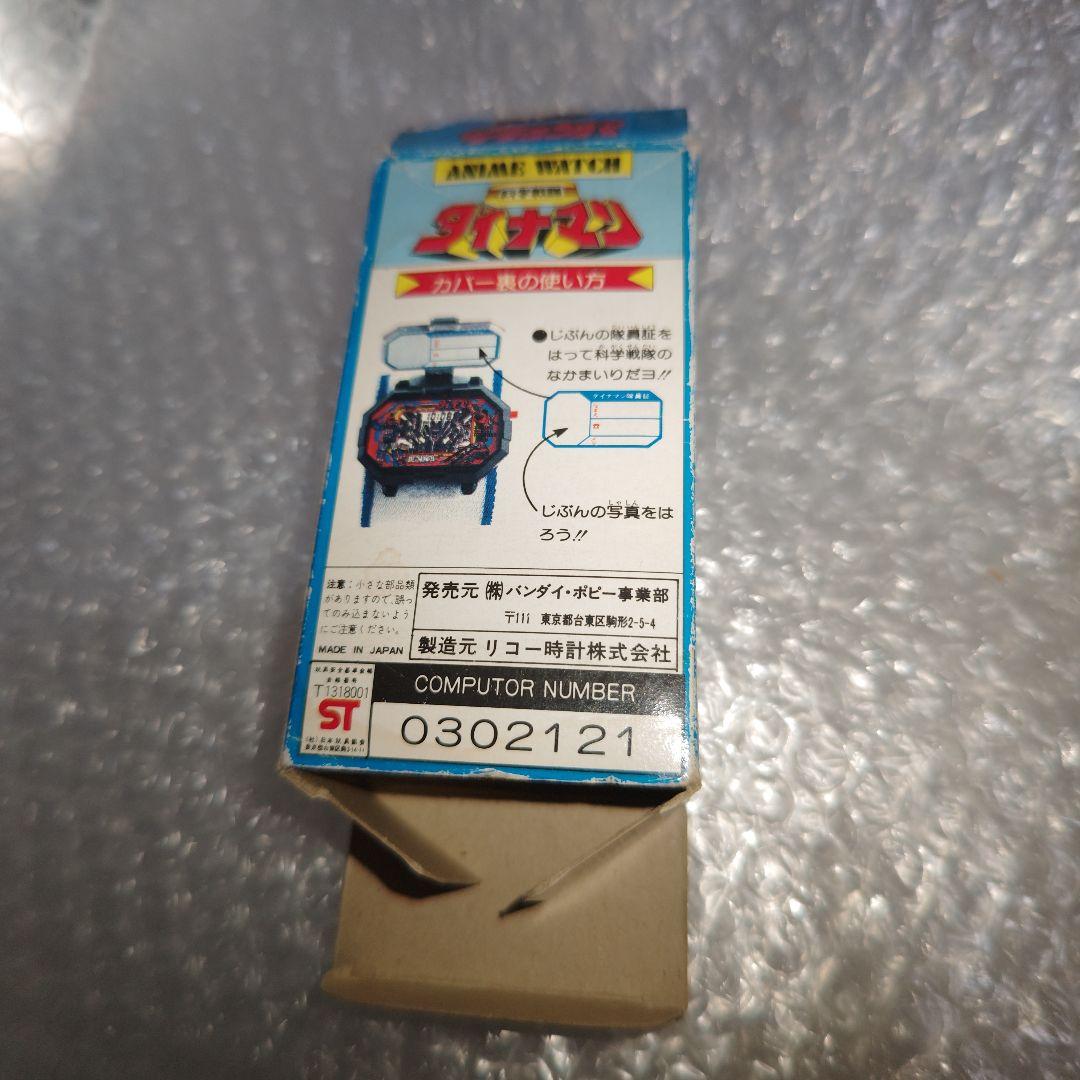 ANIME WATCH
科学戦隊
ダイナマン
カバー裏の使い方
●じぶんの隊員証を
はって科学戦隊の
なかまいりだヨ!!
ダイナマン隊員証
じぶんの写真をは
ろう!!
注意:小さな部品類
がありますので、誤っ
てのみ込まないよう
にご注意ください。
MADE IN JAPAN
発売元 ㈱バンダイ・ポピー事業部
〒111 東京都台東区駒形2-5-4
製造元 リコー時計株式会社
T1318001
ST
COMPUTOR NUMBER
0302121